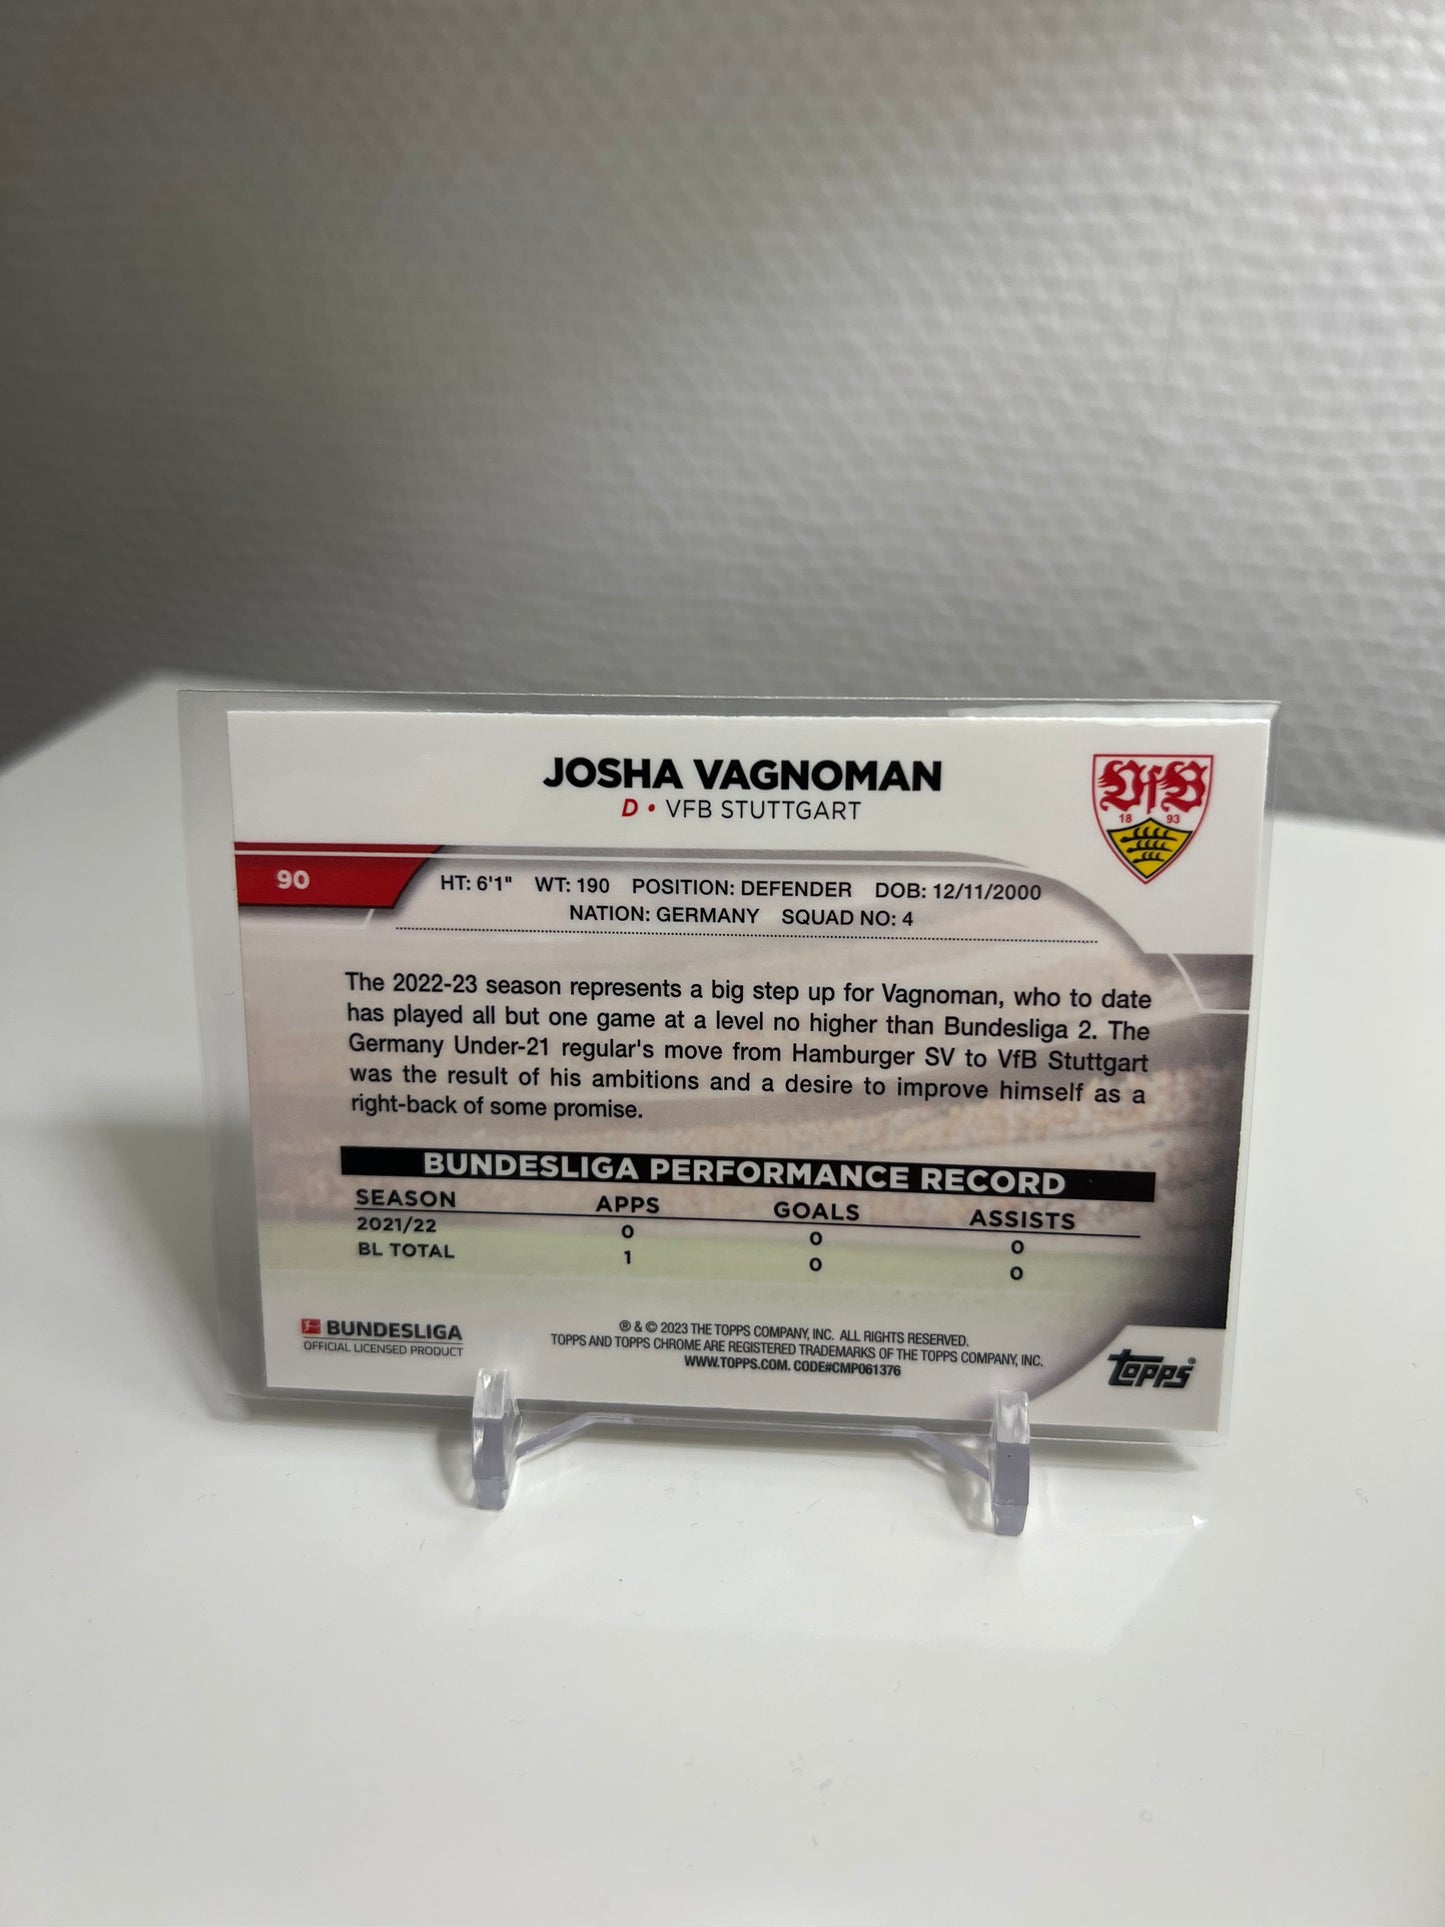 JOSHA VAGNOMAN
D • VFB STUTTGART
VfB
18 93
90
HT: 6'1" WT: 190 POSITION: DEFENDER DOB: 12/11/2000
NATION: GERMANY SQUAD NO: 4
The 2022-23 season represents a big step up for Vagnoman, who to date
has played all but one game at a level no higher than Bundesliga 2. The
Germany Under-21 regular's move from Hamburger SV to VfB Stuttgart
was the result of his ambitions and a desire to improve himself as a
right-back of some promise.
BUNDESLIGA PERFORMANCE RECORD
SEASON APPS GOALS ASSISTS
2021/22 0 0 0
BL TOTAL 1 0 0
BUNDESLIGA
OFFICIAL LICENSED PRODUCT
® & © 2023 THE TOPPS COMPANY, INC. ALL RIGHTS RESERVED.
TOPPS AND TOPPS CHROME ARE REGISTERED TRADEMARKS OF THE TOPPS COMPANY, INC.
WWW.TOPPS.COM. CODE#CMP061376
topps®